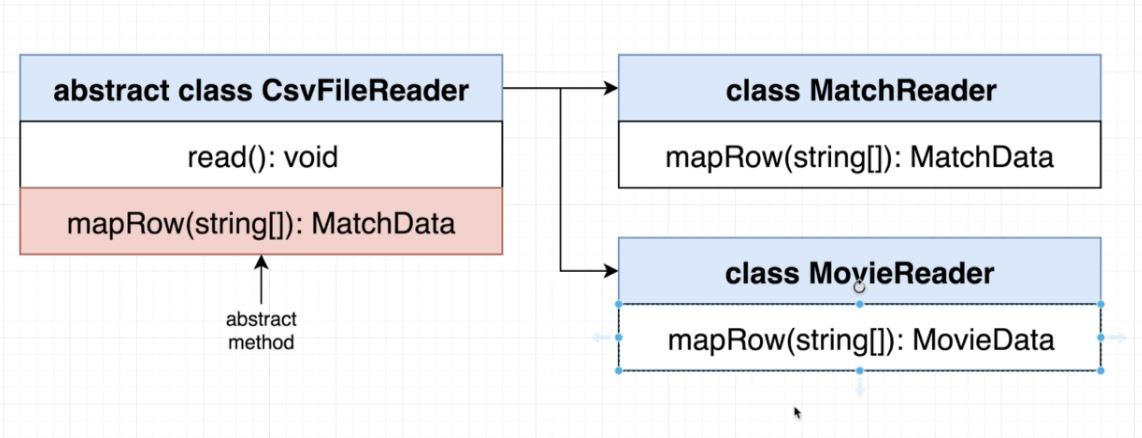 abstract class CsvFileReader
read(): void
mapRow(string[]): MatchData
abstract
method
class MatchReader
mapRow(string[]): MatchData
class MovieReader
mapRow(string[]): MovieData